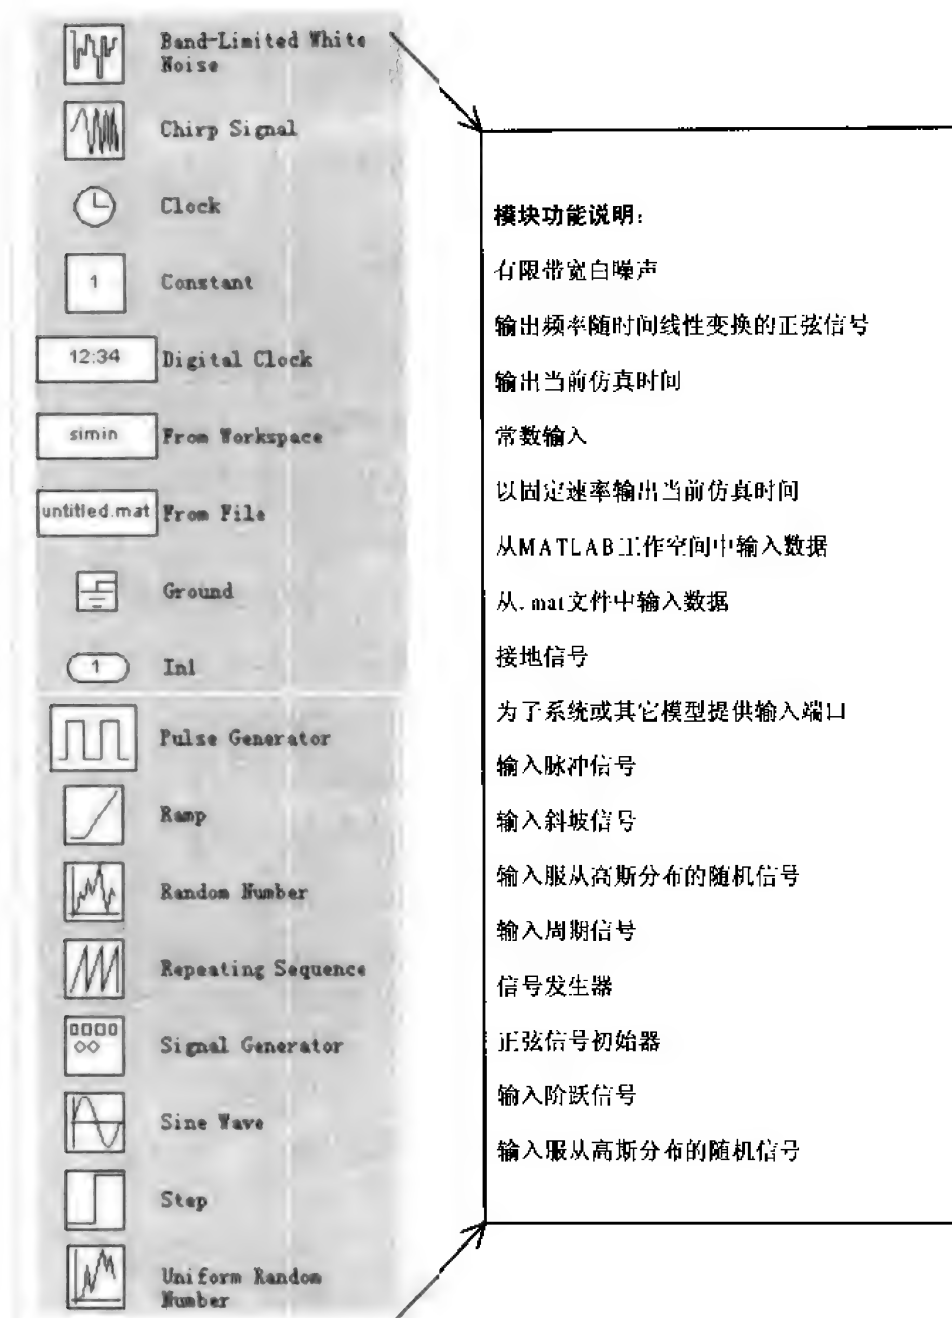 Band-Limited White
Noise
Chirp Signal
Clock
1
Constant
12:34
Digital Clock
simin
From Workspace
untitled.mat
From File
Ground
1
In1
Pulse Generator
Ramp
Random Number
Repeating Sequence
Signal Generator
Sine Wave
Step
Uniform Random
Number
模块功能说明:
有限带宽白噪声
输出频率随时间线性变换的正弦信号
输出当前仿真时间
常数输入
以固定速率输出当前仿真时间
从MATLAB工作空间中输入数据
从.mat文件中输入数据
接地信号
为子系统或其它模型提供输入端口
输入脉冲信号
输入斜坡信号
输入服从高斯分布的随机信号
输入周期信号
信号发生器
正弦信号初始器
输入阶跃信号
输入服从高斯分布的随机信号